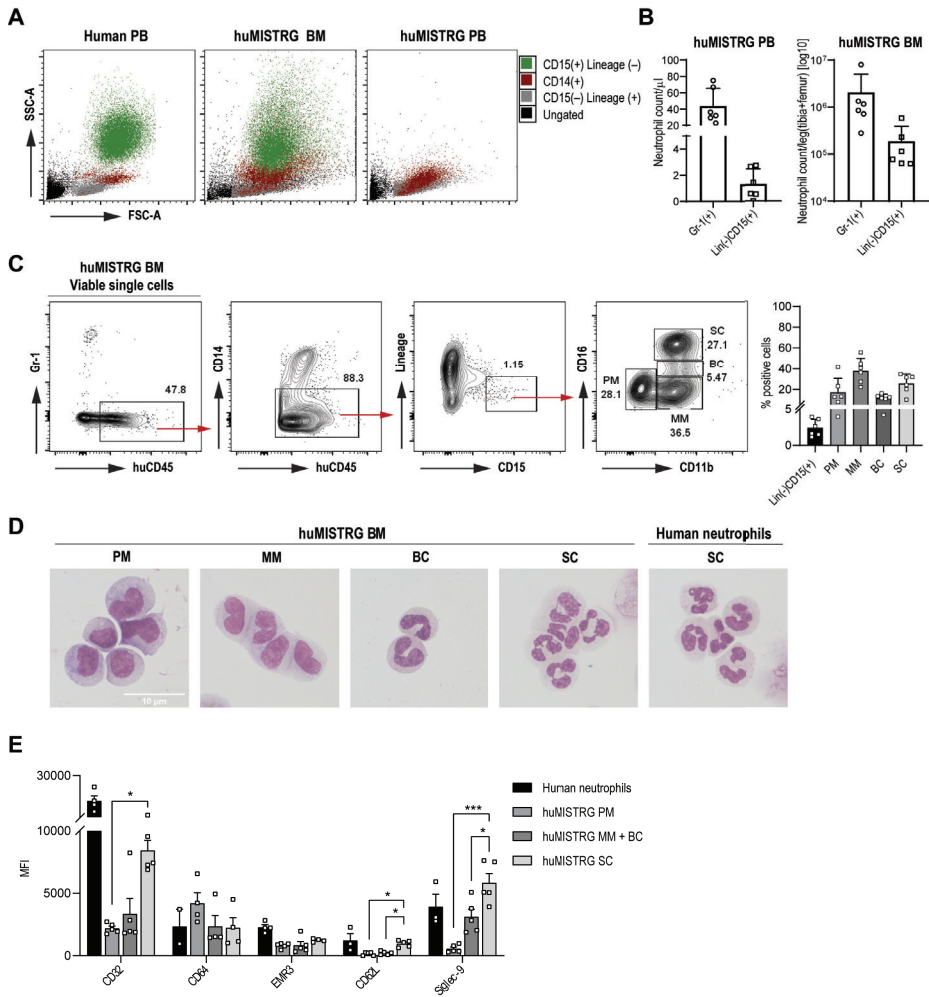 A
Human PB
huMISTRG BM
huMISTRG PB
SSC-A
FSC-A
CD15(+) Lineage (–)
CD14(+)
CD15(–) Lineage (+)
Ungated
B
huMISTRG PB
Neutrophil count/µl
100
80
60
40
20
6
4
2
0
Gr-1(+)
Lin(-)CD15(+)
huMISTRG BM
Neutrophil count/leg(tibia+femur) [log10]
10⁷
10⁶
10⁵
10⁴
Gr-1(+)
Lin(-)CD15(+)
C
huMISTRG BM
Viable single cells
Gr-1
47.8
huCD45
CD14
88.3
huCD45
Lineage
1.15
CD15
CD16
SC
27.1
BC
5.47
PM
28.1
MM
36.5
CD11b
% positive cells
100
80
60
40
20
5
0
Lin(-)CD15(+)
PM
MM
BC
SC
D
huMISTRG BM
Human neutrophils
PM
MM
BC
SC
SC
10 µm
E
MFI
30000
10000
5000
0
*
*
*
***
*
CD32
CD64
EMR3
CD62L
Siglec-9
Human neutrophils
huMISTRG PM
huMISTRG MM + BC
huMISTRG SC